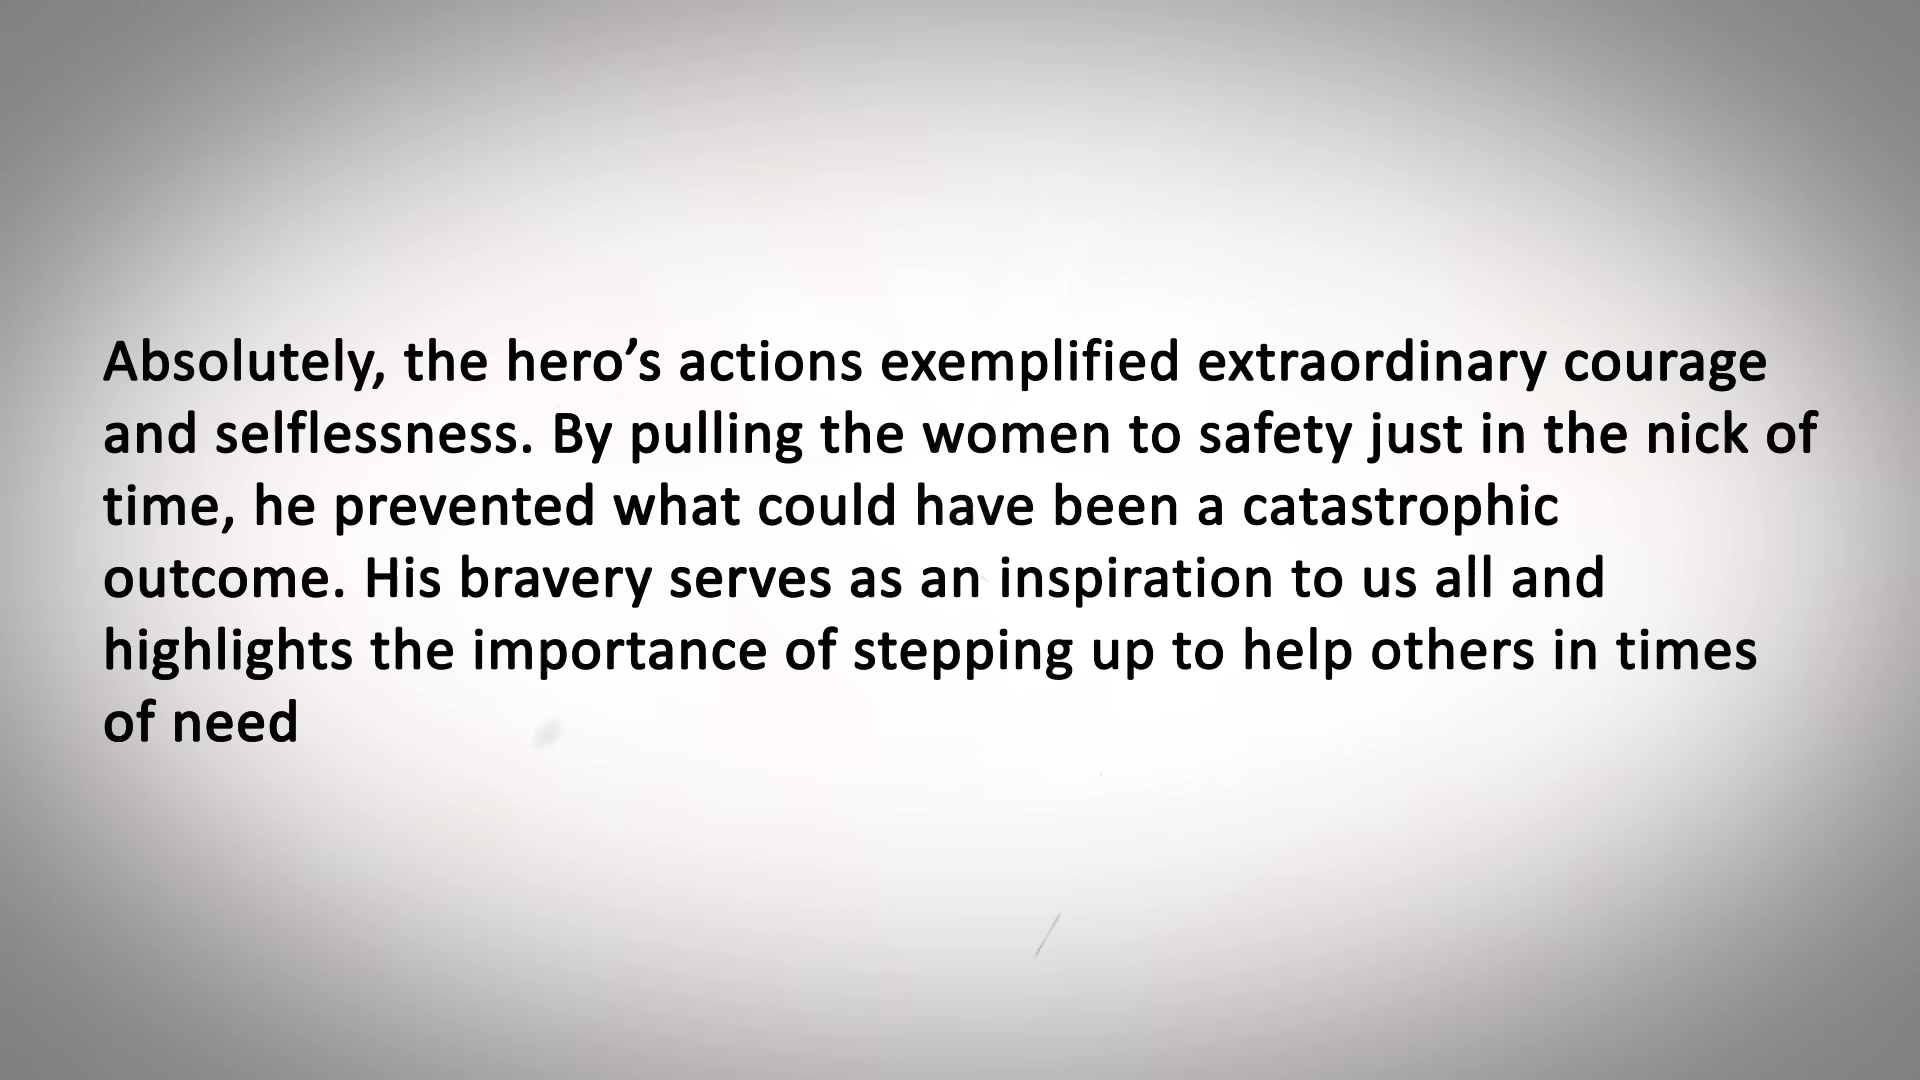 Absolutely, the hero’s actions exemplified extraordinary courage
and selflessness. By pulling the women to safety just in the nick of
time, he prevented what could have been a catastrophic
outcome. His bravery serves as an inspiration to us all and
highlights the importance of stepping up to help others in times
of need